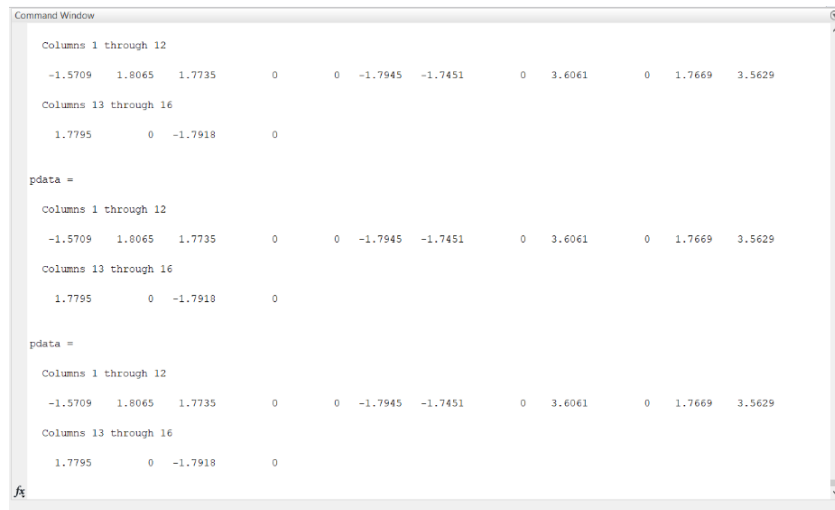 Command Window
Columns 1 through 12
-1.5709 1.8065 1.7735 0 0 -1.7945 -1.7451 0 3.6061 0 1.7669 3.5629
Columns 13 through 16
1.7795 0 -1.7918 0
pdata =
Columns 1 through 12
-1.5709 1.8065 1.7735 0 0 -1.7945 -1.7451 0 3.6061 0 1.7669 3.5629
Columns 13 through 16
1.7795 0 -1.7918 0
pdata =
Columns 1 through 12
-1.5709 1.8065 1.7735 0 0 -1.7945 -1.7451 0 3.6061 0 1.7669 3.5629
Columns 13 through 16
1.7795 0 -1.7918 0
fx